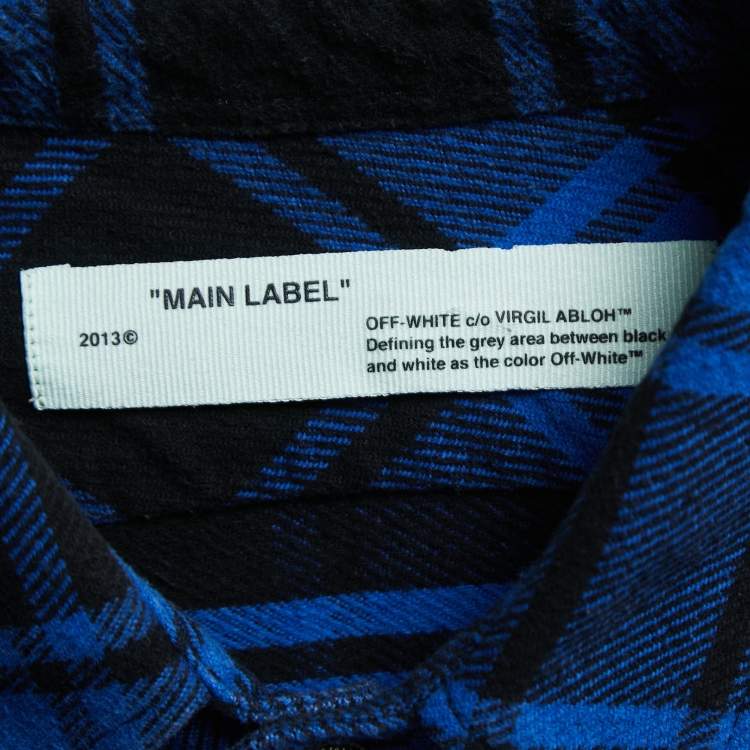 "MAIN LABEL"
2013©
OFF-WHITE c/o VIRGIL ABLOH™
Defining the grey area between black
and white as the color Off-White™